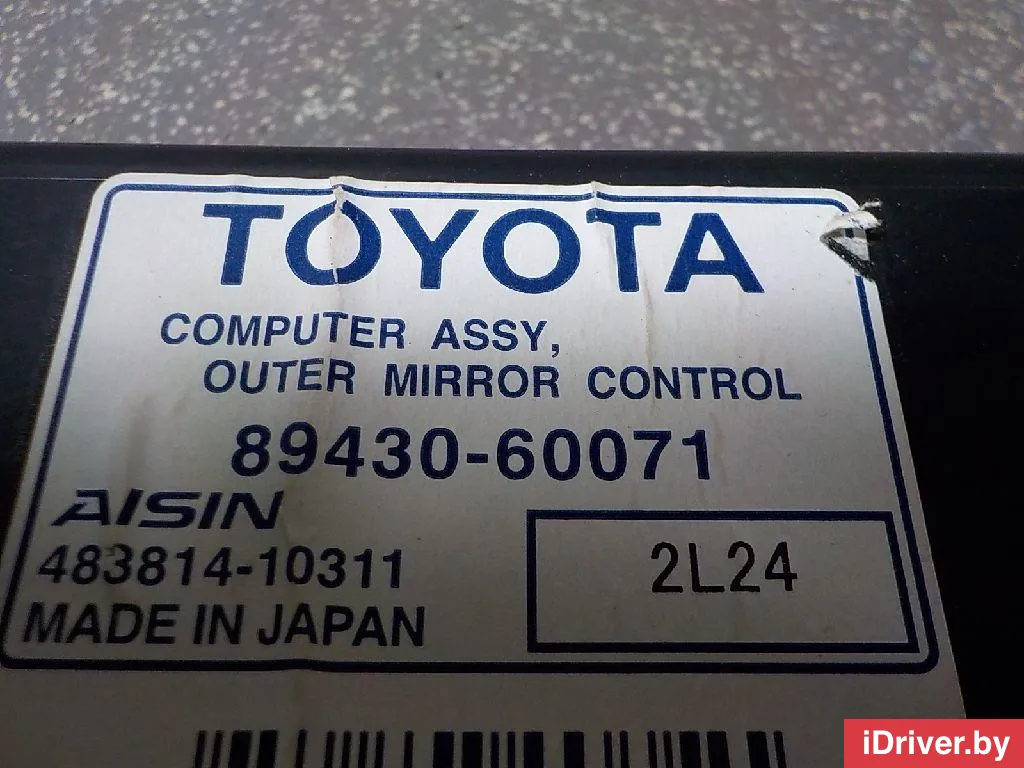 TOYOTA
COMPUTER ASSY,
OUTER MIRROR CONTROL
89430-60071
AISIN
483814-10311
2L24
MADE IN JAPAN
iDriver.by